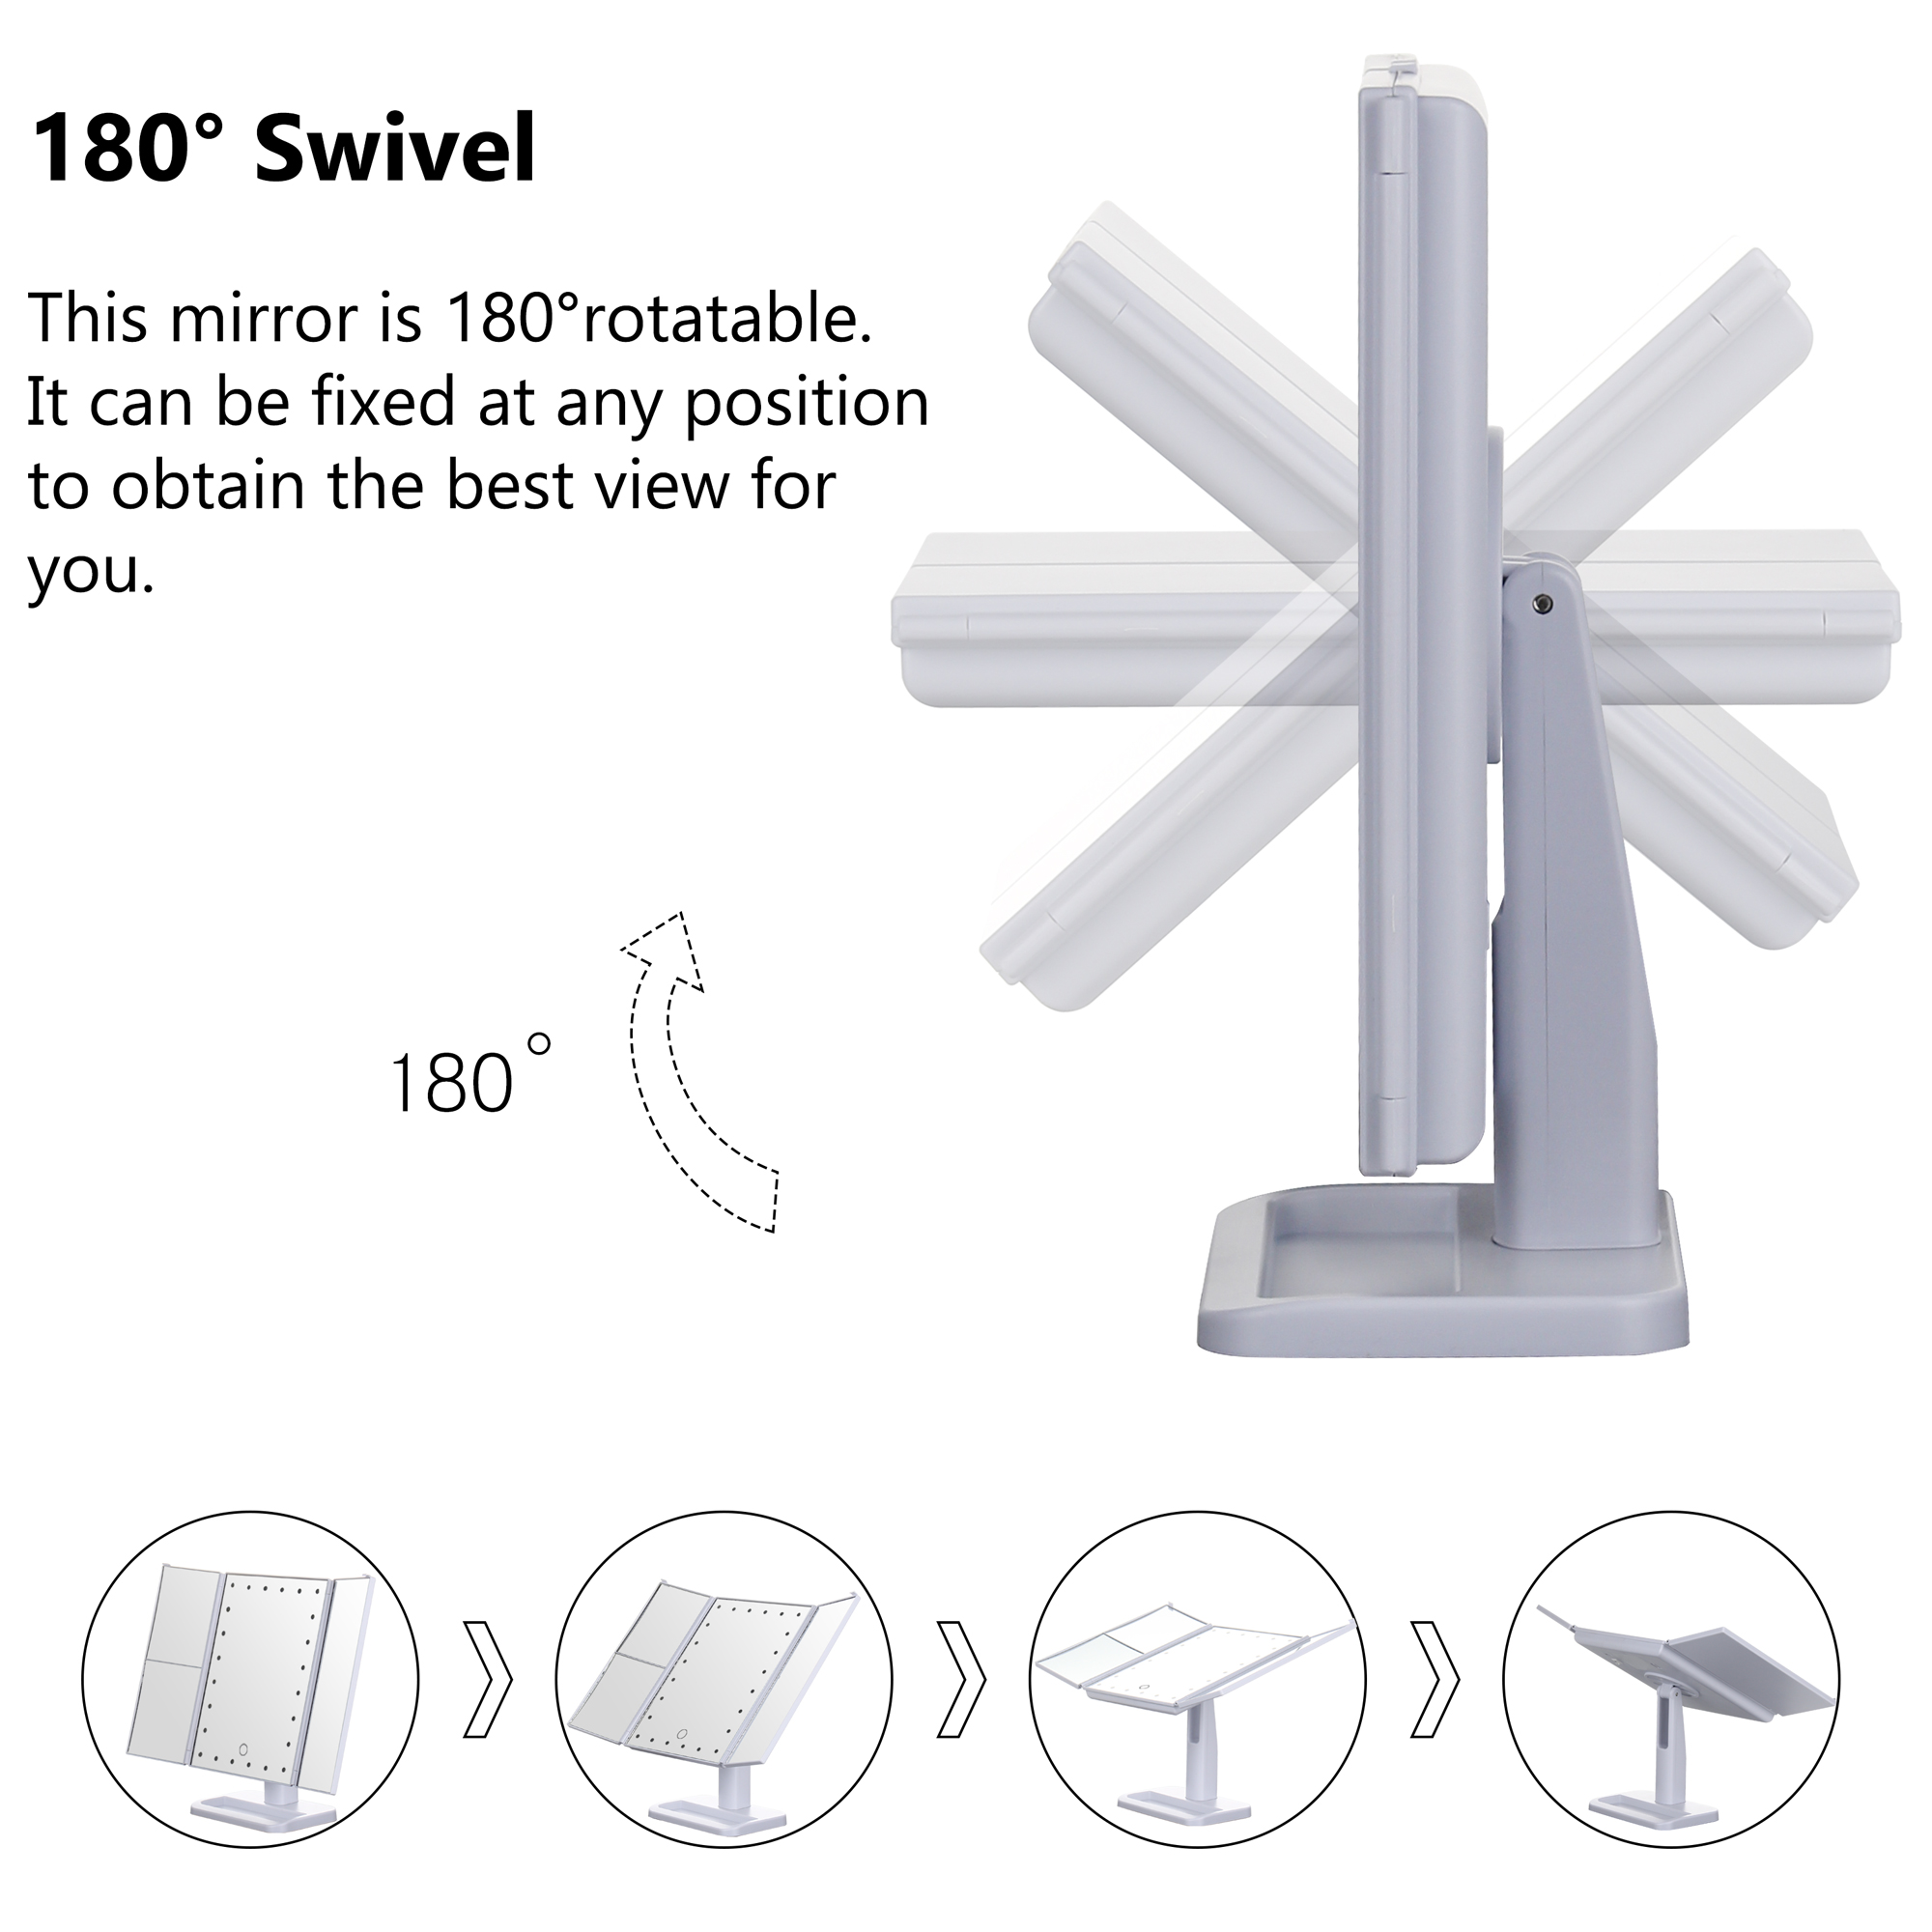 180° Swivel
This mirror is 180°rotatable.
It can be fixed at any position
to obtain the best view for
you.
180°